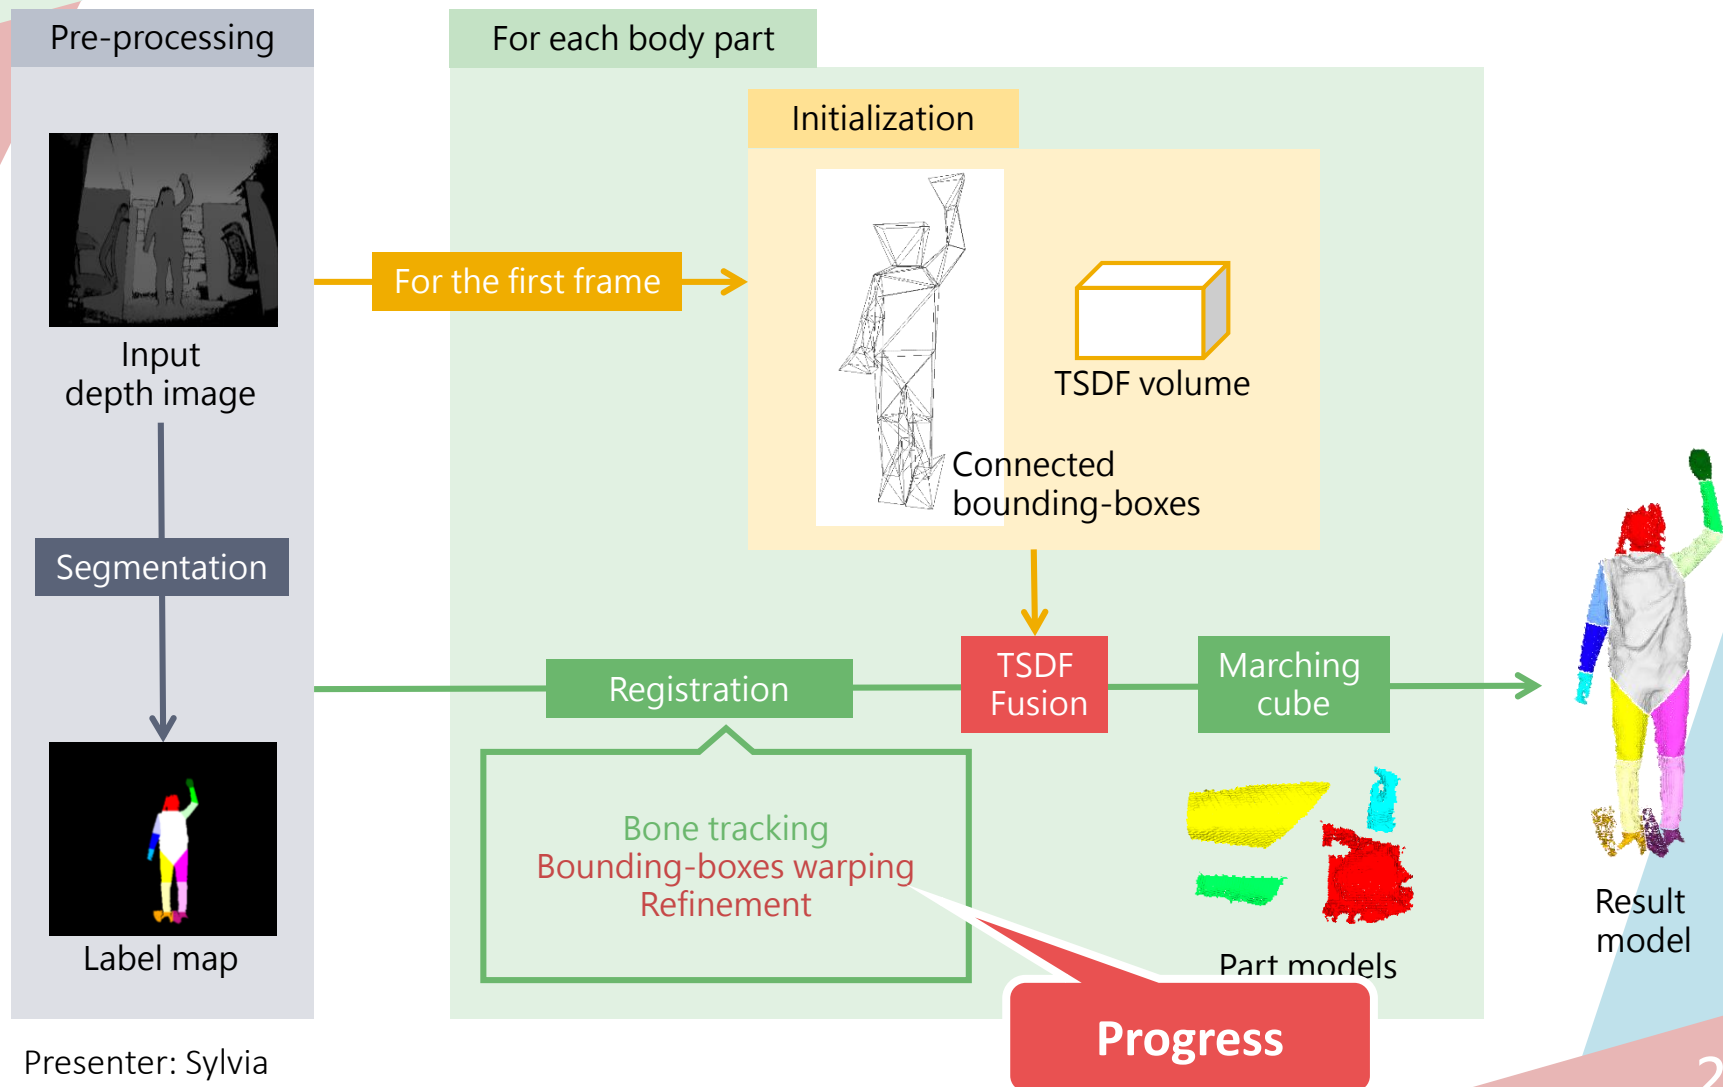 Pre-processing
For each body part
Initialization
For the first frame
Input
depth image
TSDF volume
Connected
bounding-boxes
Segmentation
Registration
TSDF
Fusion
Marching
cube
Bone tracking
Bounding-boxes warping
Refinement
Label map
Part models
Result
model
Progress
Presenter: Sylvia
2